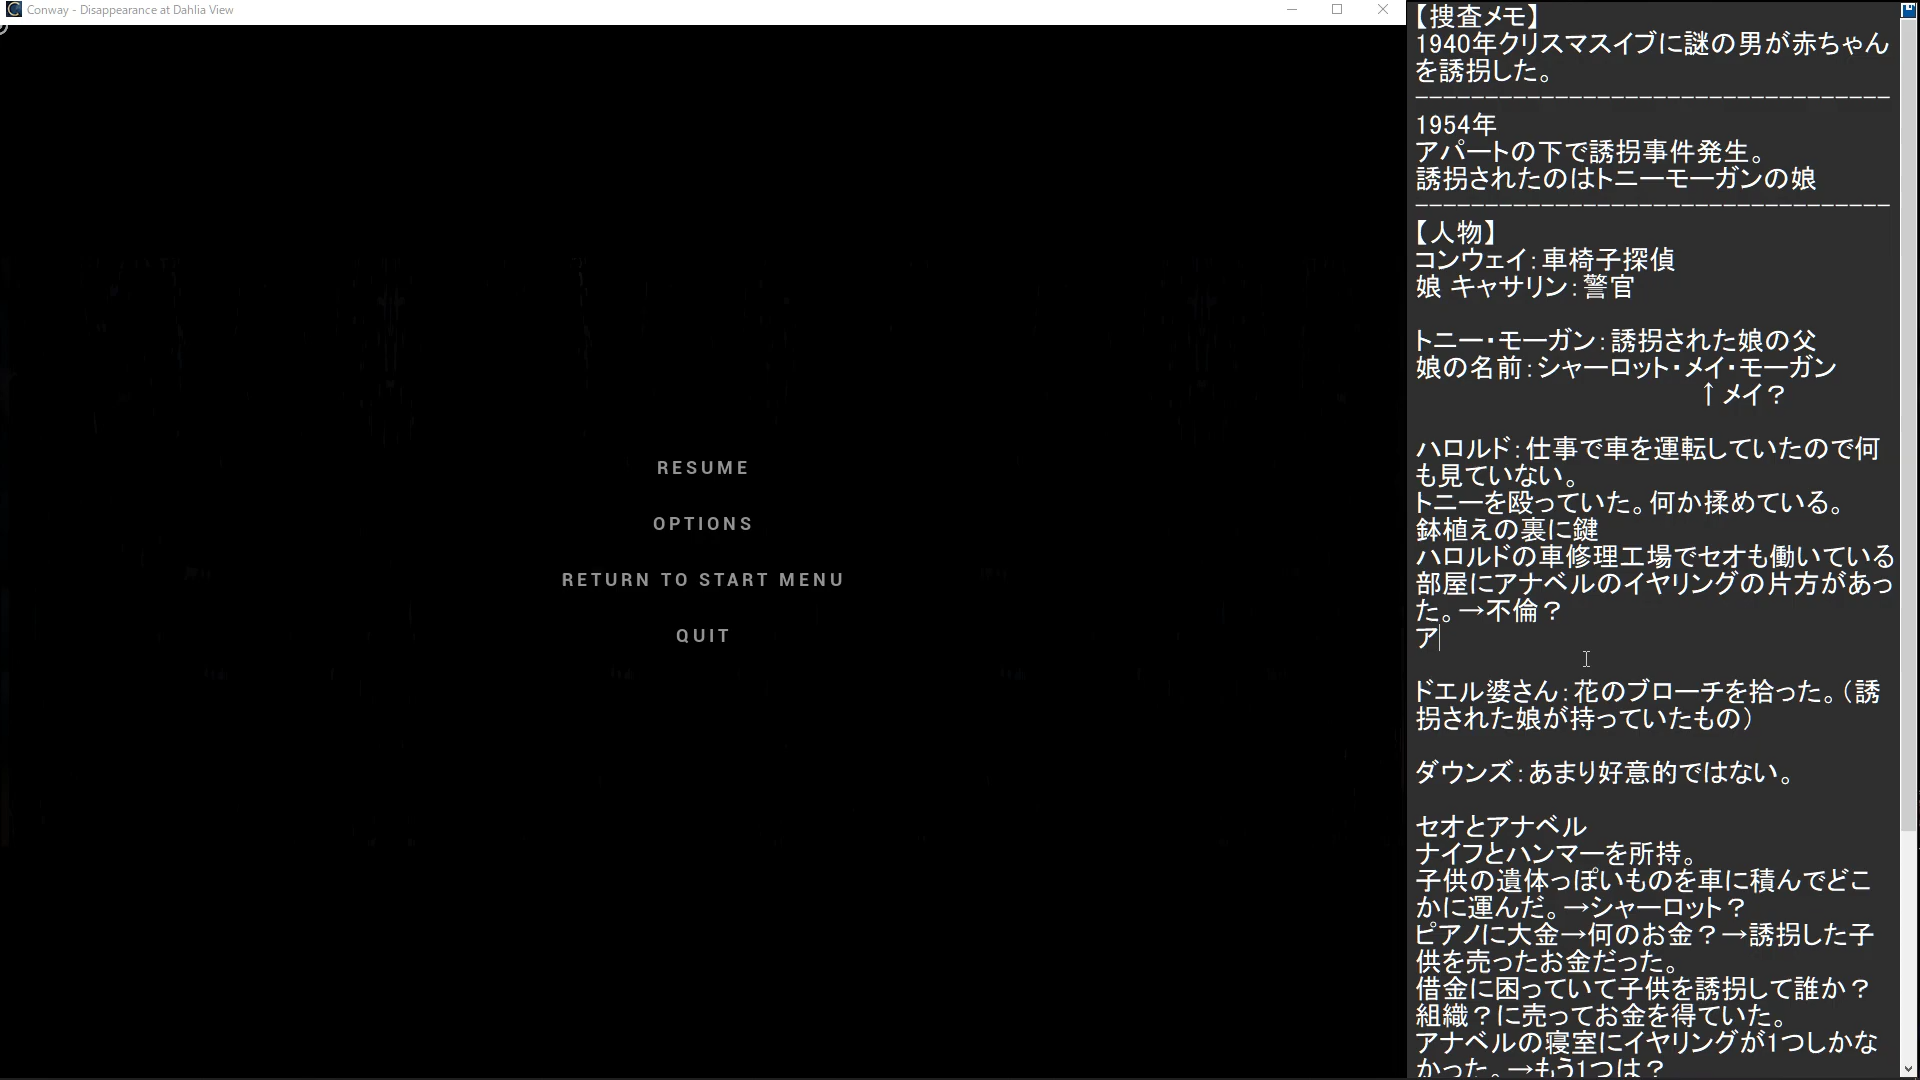 Conway - Disappearance at Dahlia View
RESUME
OPTIONS
RETURN TO START MENU
QUIT
【捜査メモ】
1940年クリスマスイブに謎の男が赤ちゃん
を誘拐した。
----------------------------------
1954年
アパートの下で誘拐事件発生。
誘拐されたのはトニーモーガンの娘
----------------------------------
【人物】
コンウェイ：車椅子探偵
娘 キャサリン：警官
トニー・モーガン：誘拐された娘の父
娘の名前：シャーロット・メイ・モーガン
↑メイ？
ハロルド：仕事で車を運転していたので何
も見ていない。
トニーを殴っていた。何か揉めている。
鉢植えの裏に鍵
ハロルドの車修理工場でセオも働いている
部屋にアナベルのイヤリングの片方があっ
た。→不倫？
ア
ドエル婆さん：花のブローチを拾った。（誘
拐された娘が持っていたもの）
ダウンズ：あまり好意的ではない。
セオとアナベル
ナイフとハンマーを所持。
子供の遺体っぽいものを車に積んでどこ
かに運んだ。→シャーロット？
ピアノに大金→何のお金？→誘拐した子
供を売ったお金だった。
借金に困っていて子供を誘拐して誰か？
組織？に売ってお金を得ていた。
アナベルの寝室にイヤリングが1つしかな
かった。→もう1つは？